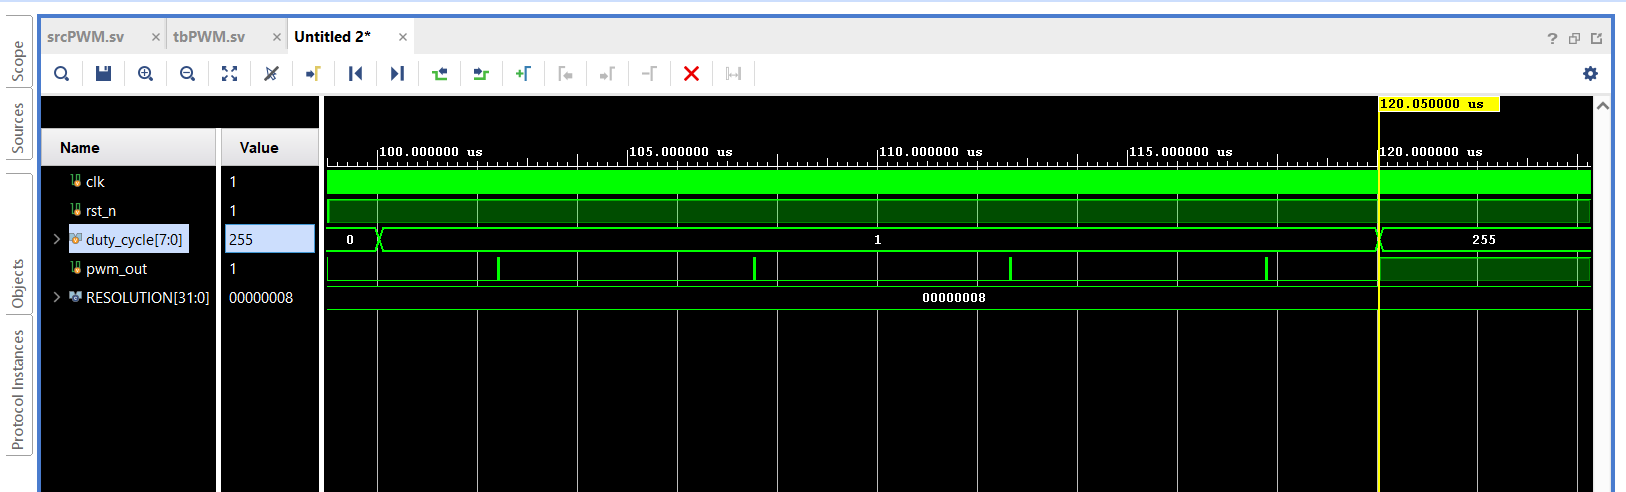 srcPWM.sv × tbPWM.sv × Untitled 2* ×
?
Scope
Sources
Objects
Protocol Instances
120.050000 us
Name Value
100.000000 us 105.000000 us 110.000000 us 115.000000 us 120.000000 us
clk 1
rst_n 1
duty_cycle[7:0] 255 0 1 255
pwm_out 1
RESOLUTION[31:0] 00000008 00000008